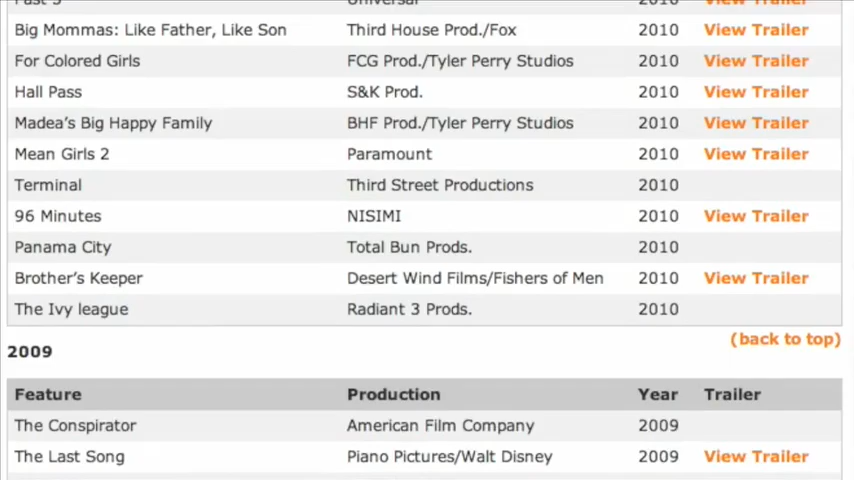 Big Mommas: Like Father, Like Son Third House Prod./Fox 2010 View Trailer
For Colored Girls FCG Prod./Tyler Perry Studios 2010 View Trailer
Hall Pass S&K Prod. 2010 View Trailer
Madea's Big Happy Family BHF Prod./Tyler Perry Studios 2010 View Trailer
Mean Girls 2 Paramount 2010 View Trailer
Terminal Third Street Productions 2010
96 Minutes NISIMI 2010 View Trailer
Panama City Total Bun Prods. 2010
Brother's Keeper Desert Wind Films/Fishers of Men 2010 View Trailer
The Ivy league Radiant 3 Prods. 2010
(back to top)
2009
Feature Production Year Trailer
The Conspirator American Film Company 2009
The Last Song Piano Pictures/Walt Disney 2009 View Trailer